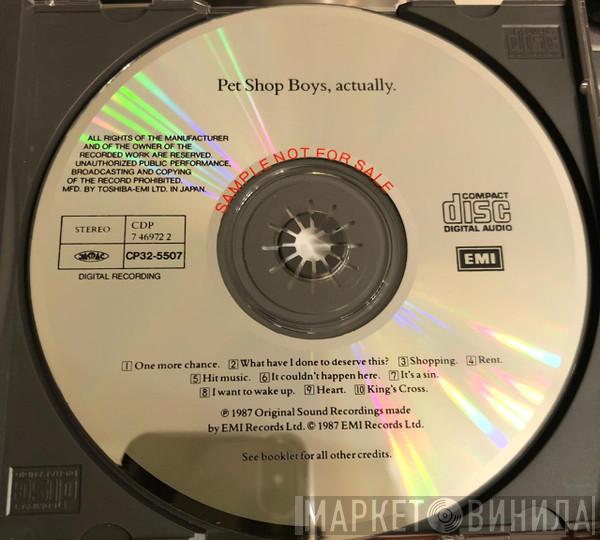 Pet Shop Boys, actually.
ALL RIGHTS OF THE MANUFACTURER
AND OF THE OWNER OF THE
RECORDED WORK ARE RESERVED.
UNAUTHORIZED PUBLIC PERFORMANCE,
BROADCASTING AND COPYING
OF THE RECORD PROHIBITED.
MFD. BY TOSHIBA-EMI LTD. IN JAPAN.
SAMPLE NOT FOR SALE
STEREO
CDP
7 46972 2
CP32-5507
DIGITAL RECORDING
COMPACT
disc
DIGITAL AUDIO
EMI
1 One more chance. 2 What have I done to deserve this? 3 Shopping. 4 Rent.
5 Hit music. 6 It couldn't happen here. 7 It's a sin.
8 I want to wake up. 9 Heart. 10 King's Cross.
℗ 1987 Original Sound Recordings made
by EMI Records Ltd. © 1987 EMI Records Ltd.
See booklet for all other credits.
МАРКЕТ ВИНИЛА